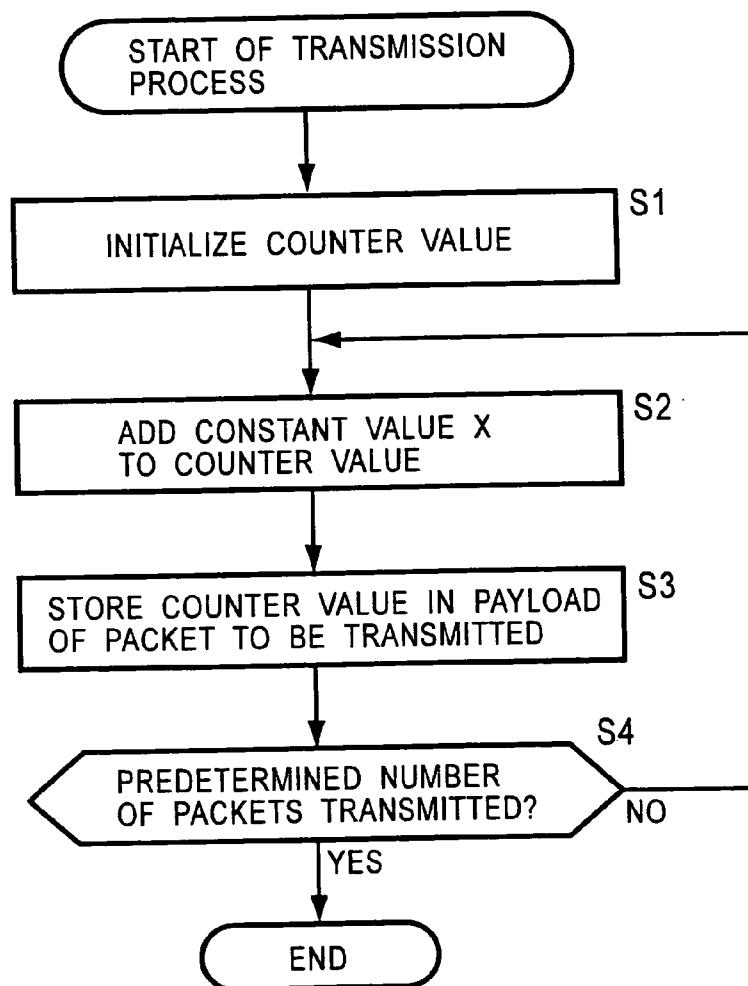 START OF TRANSMISSION
PROCESS
S1
INITIALIZE COUNTER VALUE
S2
ADD CONSTANT VALUE X
TO COUNTER VALUE
S3
STORE COUNTER VALUE IN PAYLOAD
OF PACKET TO BE TRANSMITTED
S4
PREDETERMINED NUMBER
OF PACKETS TRANSMITTED?
NO
YES
END